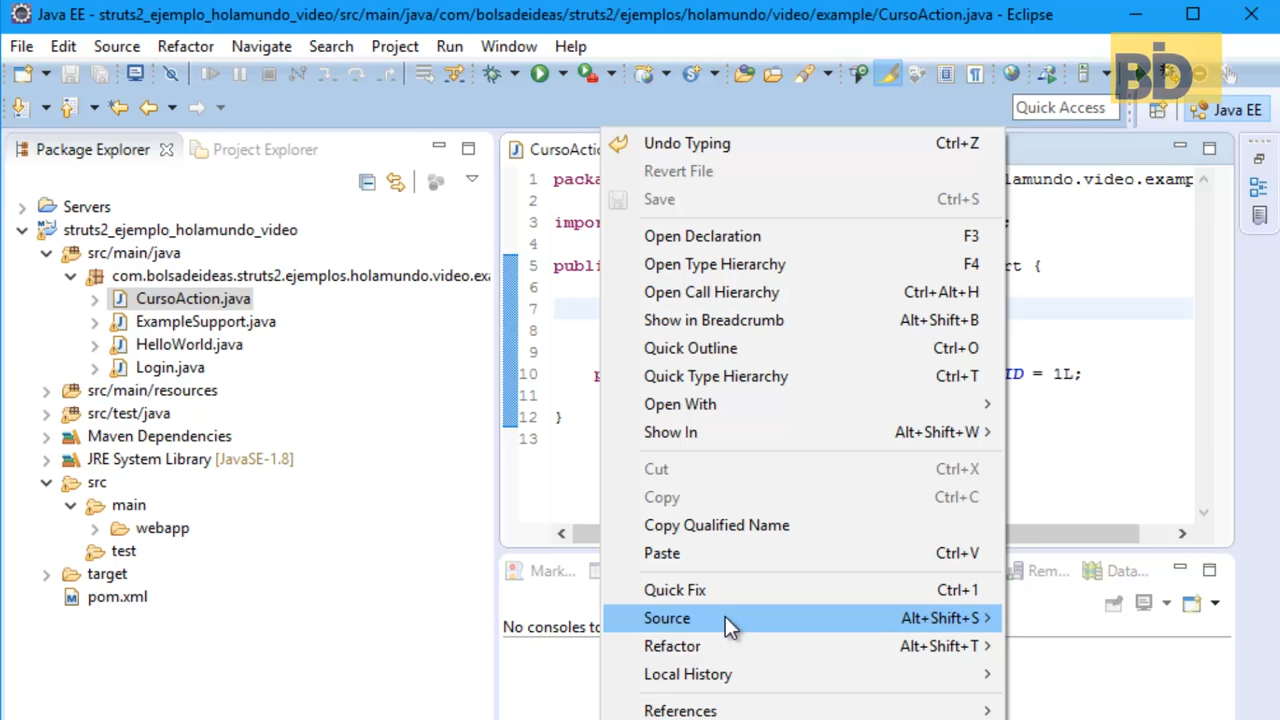 Java EE - struts2_ejemplo_holamundo_video/src/main/java/com/bolsadeideas/struts2/ejemplos/holamundo/video/example/CursoAction.java - Eclipse
File Edit Source Refactor Navigate Search Project Run Window Help
BD
Quick Access
Java EE
Package Explorer
Project Explorer
Servers
struts2_ejemplo_holamundo_video
src/main/java
com.bolsadeideas.struts2.ejemplos.holamundo.video.exa
CursoAction.java
ExampleSupport.java
HelloWorld.java
Login.java
src/main/resources
src/test/java
Maven Dependencies
JRE System Library [JavaSE-1.8]
src
main
webapp
test
target
pom.xml
CursoActic
1 packa lamundo.video.examp
2
3 impor ;
4
5 publi rt {
6
7
8
9
10 p ID = 1L;
11
12 }
13
Undo Typing Ctrl+Z
Revert File
Save Ctrl+S
Open Declaration F3
Open Type Hierarchy F4
Open Call Hierarchy Ctrl+Alt+H
Show in Breadcrumb Alt+Shift+B
Quick Outline Ctrl+O
Quick Type Hierarchy Ctrl+T
Open With
Show In Alt+Shift+W
Cut Ctrl+X
Copy Ctrl+C
Copy Qualified Name
Paste Ctrl+V
Quick Fix Ctrl+1
Source Alt+Shift+S
Refactor Alt+Shift+T
Local History
References
Mark...
Rem...
Data...
No consoles to